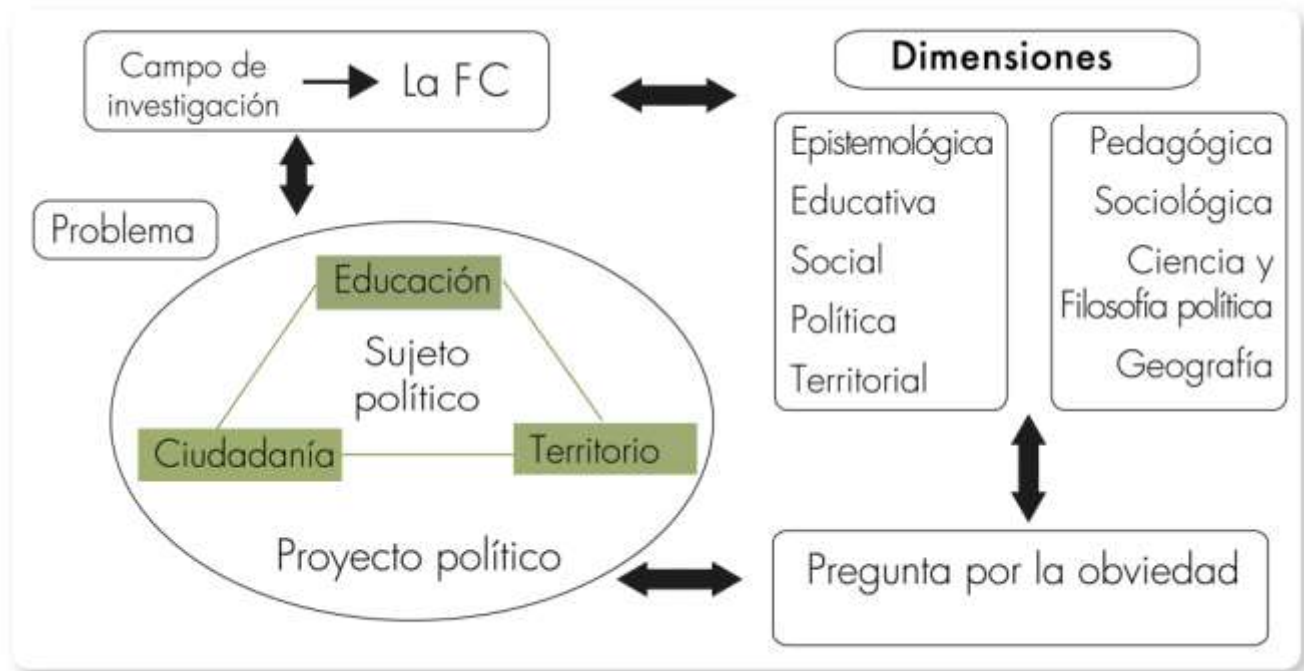 Campo de
investigación
La FC
Dimensiones
Epistemológica
Educativa
Social
Política
Territorial
Pedagógica
Sociológica
Ciencia y
Filosofía política
Geografía
Problema
Educación
Sujeto
político
Ciudadanía
Territorio
Proyecto político
Pregunta por la obviedad